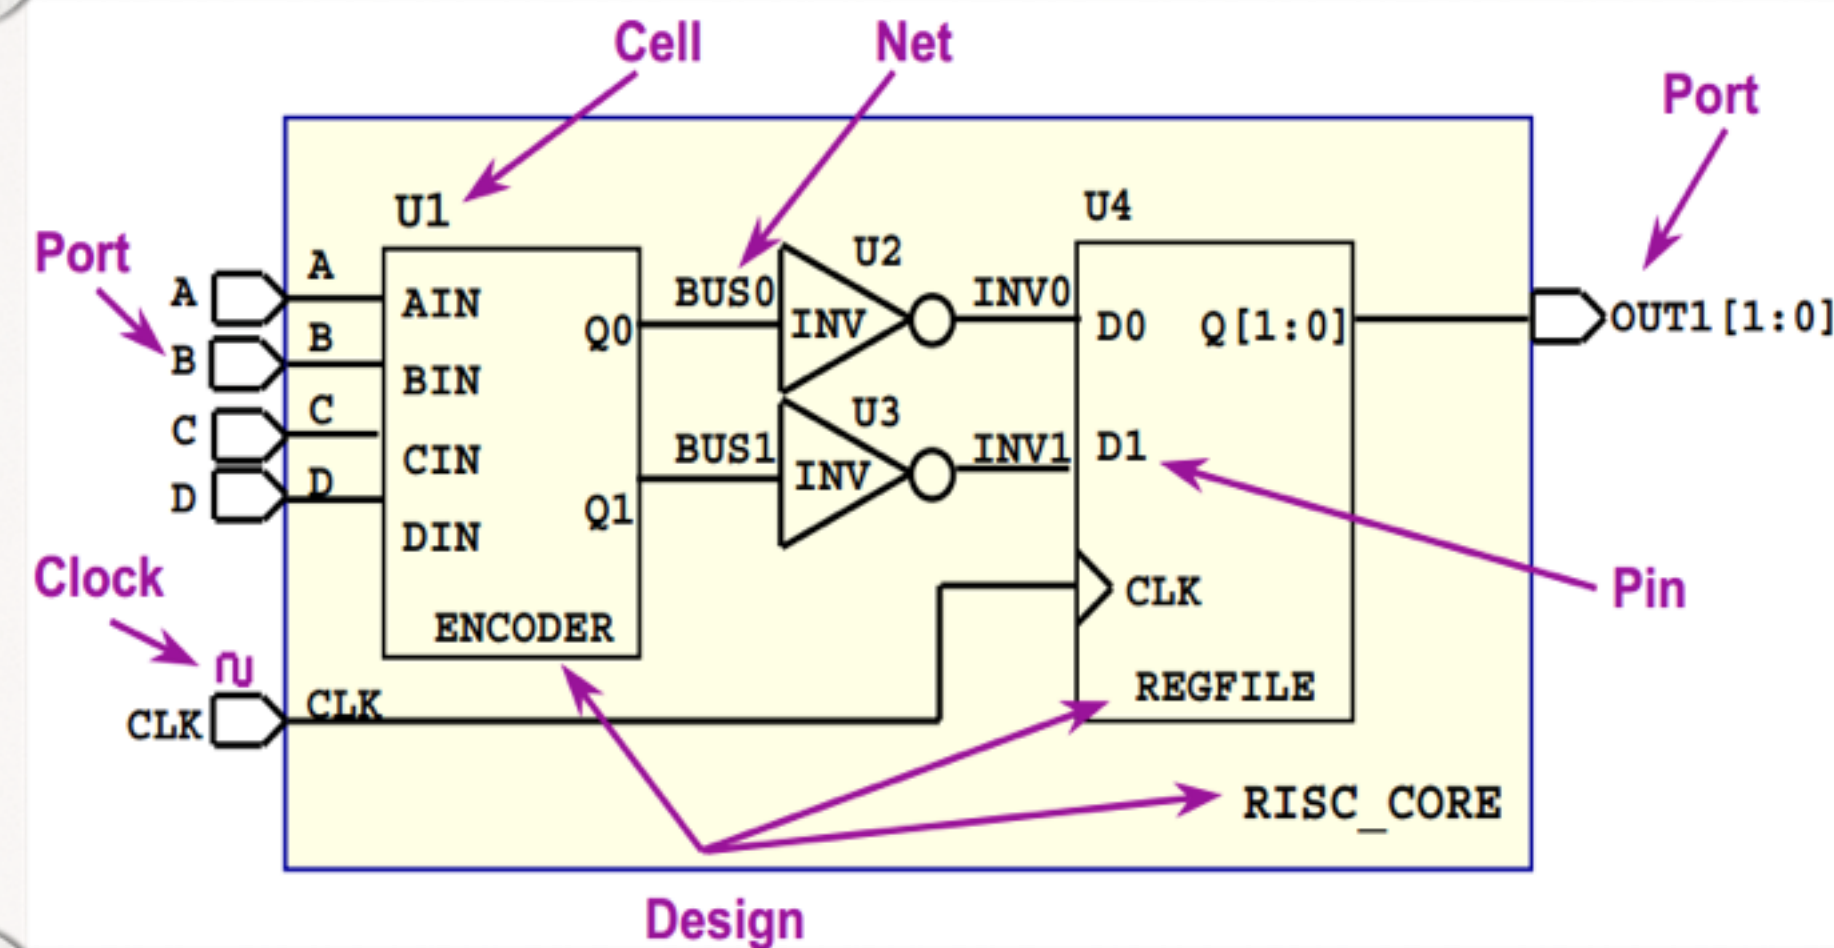 Cell
Net
Port
Port
U1
U4
A
A
AIN
B
B
BIN
C
C
CIN
D
D
DIN
Q0
Q1
ENCODER
BUS0
U2
INV
INV0
BUS1
U3
INV
INV1
D0
Q[1:0]
D1
CLK
REGFILE
OUT1[1:0]
Pin
Clock
CLK
CLK
RISC_CORE
Design